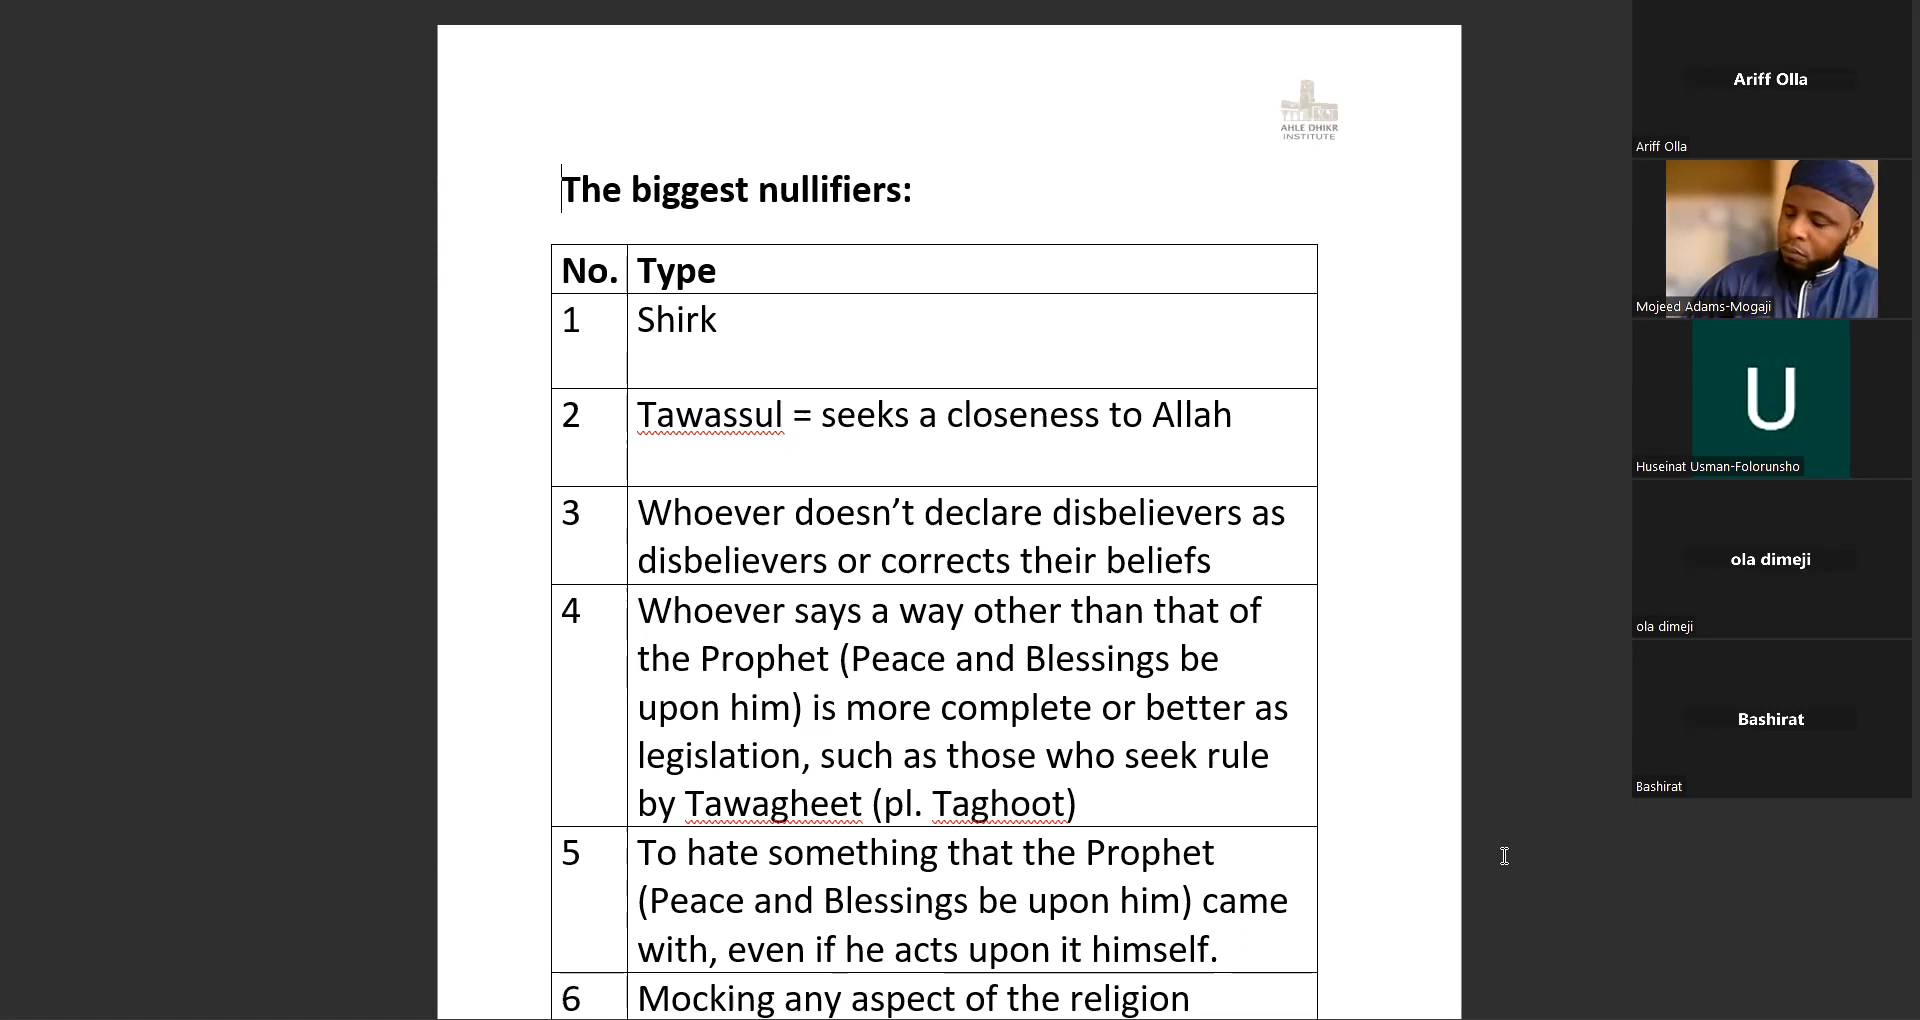 AHLE DHIKR
INSTITUTE
The biggest nullifiers:
No. Type
1 Shirk
2 Tawassul = seeks a closeness to Allah
3 Whoever doesn’t declare disbelievers as
disbelievers or corrects their beliefs
4 Whoever says a way other than that of
the Prophet (Peace and Blessings be
upon him) is more complete or better as
legislation, such as those who seek rule
by Tawagheet (pl. Taghoot)
5 To hate something that the Prophet
(Peace and Blessings be upon him) came
with, even if he acts upon it himself.
6 Mocking any aspect of the religion
Ariff Olla
Ariff Olla
Mojeed Adams-Mogaji
U
Huseinat Usman-Folorunsho
ola dimeji
ola dimeji
Bashirat
Bashirat